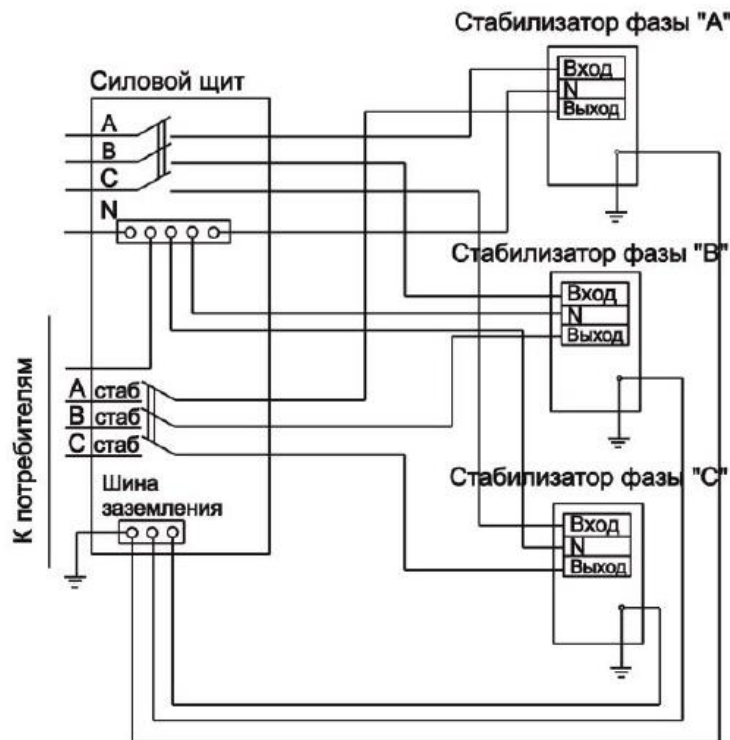 Стабилизатор фазы "А"
Силовой щит
Вход
N
Выход
А
В
С
N
Стабилизатор фазы "В"
Вход
N
Выход
К потребителям
А стаб
В стаб
С стаб
Шина
заземления
Стабилизатор фазы "С"
Вход
N
Выход